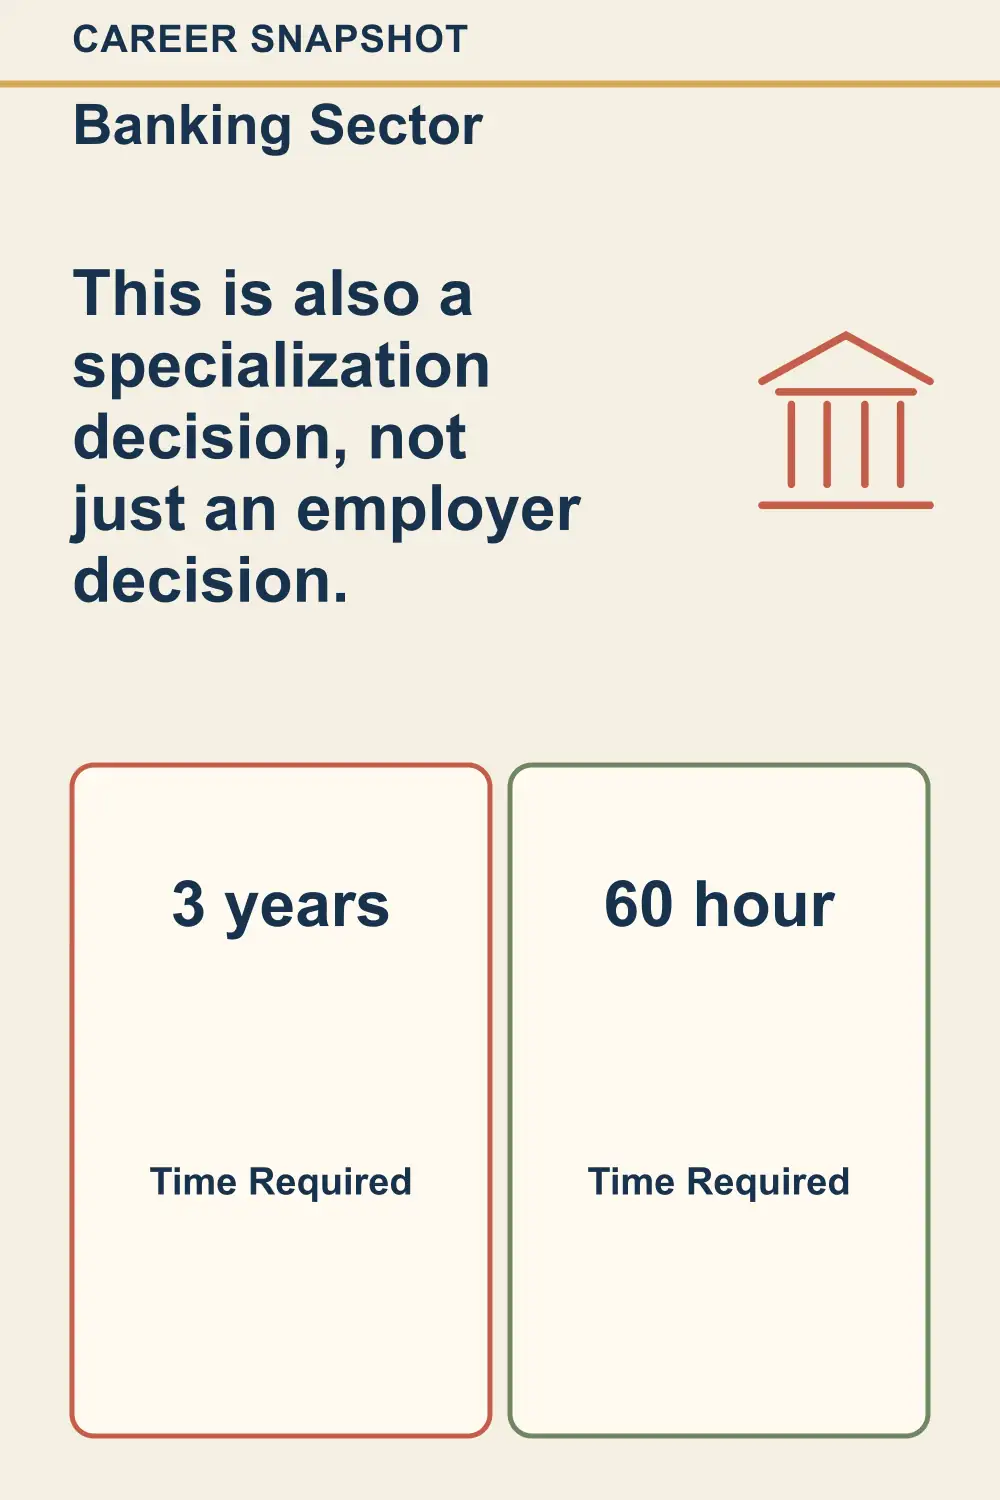 CAREER SNAPSHOT
Banking Sector
This is also a
specialization
decision, not
just an employer
decision.
3 years
60 hour
Time Required
Time Required